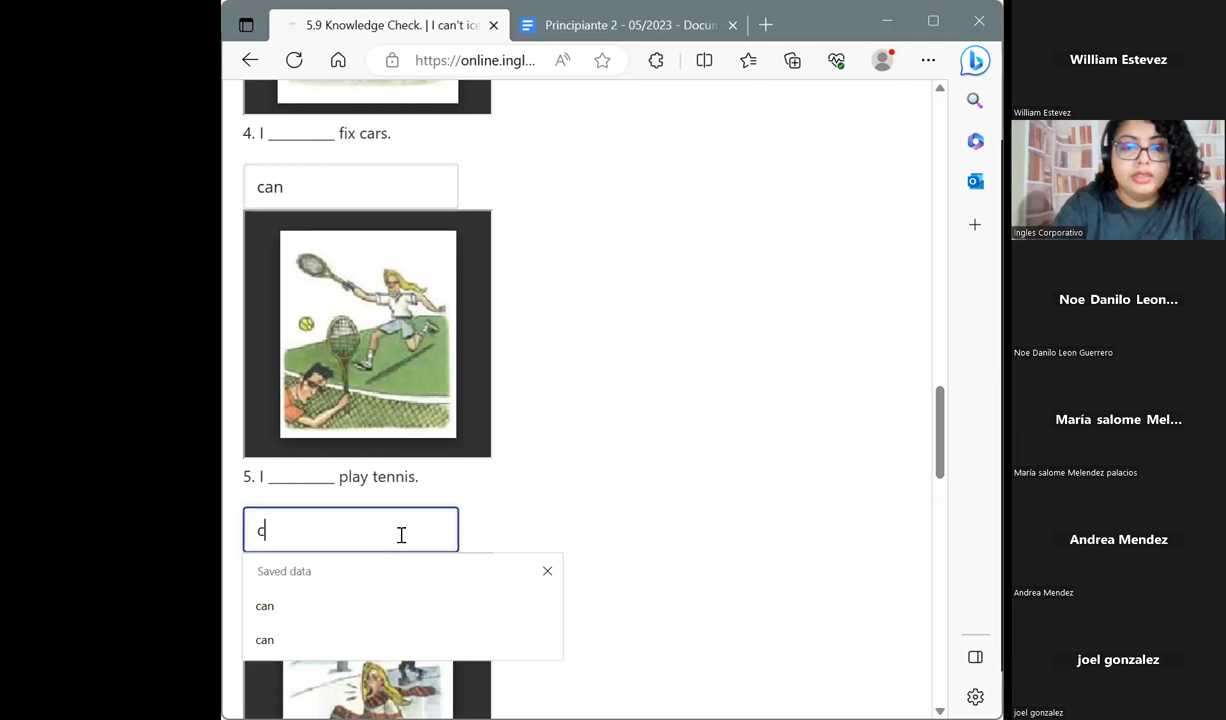 5.9 Knowledge Check. | I can't ice
Principiante 2 - 05/2023 - Docun
https://online.ingl...
4. I ________ fix cars.
can
5. I ________ play tennis.
c
Saved data
can
can
William Estevez
William Estevez
Ingles Corporativo
Noe Danilo Leon...
Noe Danilo Leon Guerrero
María salome Mel...
María salome Melendez palacios
Andrea Mendez
Andrea Mendez
joel gonzalez
joel gonzalez